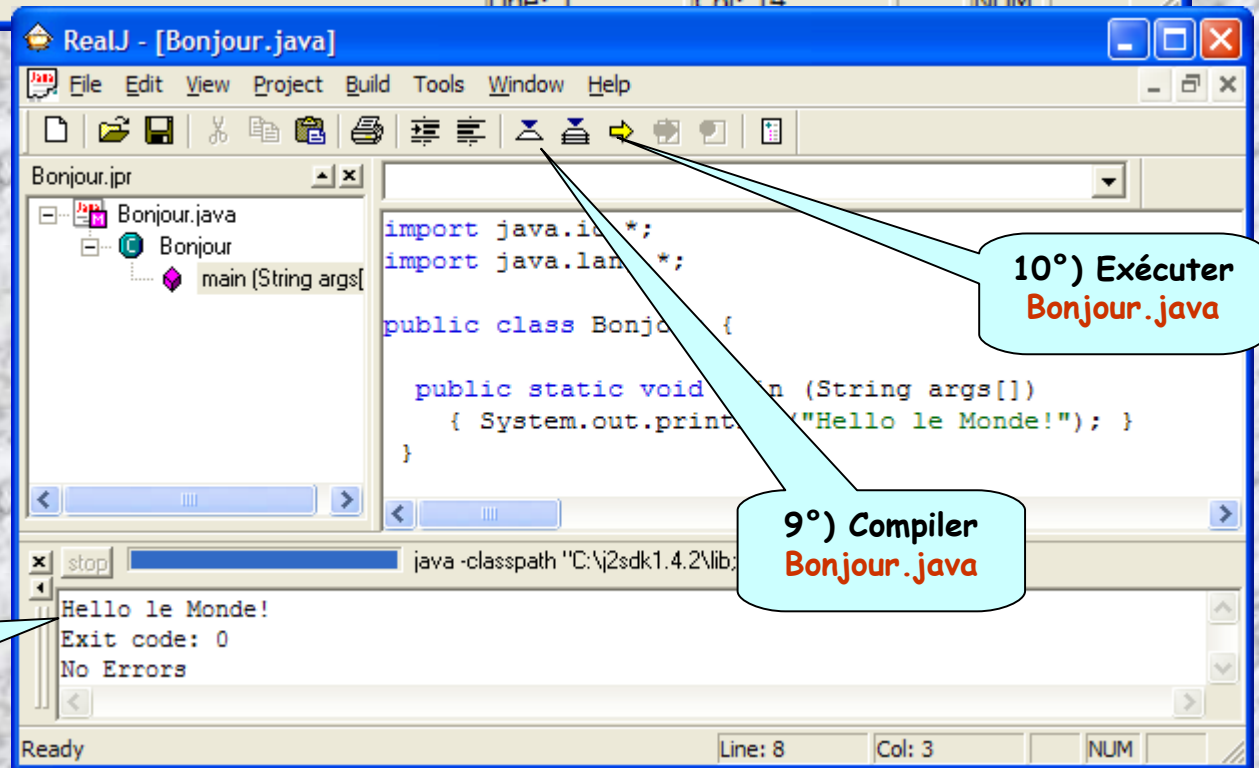 Col: 14
NUM
RealJ - [Bonjour.java]
File Edit View Project Build Tools Window Help
Bonjour.jpr
Bonjour.java
Bonjour
main (String args[
import java.io.*;
import java.lang.*;
public class Bonjour {
public static void main (String args[])
{ System.out.println("Hello le Monde!"); }
}
10°) Exécuter
Bonjour.java
9°) Compiler
Bonjour.java
stop
java -classpath "C:\j2sdk1.4.2\lib;
Hello le Monde!
Exit code: 0
No Errors
Ready
Line: 8
Col: 3
NUM